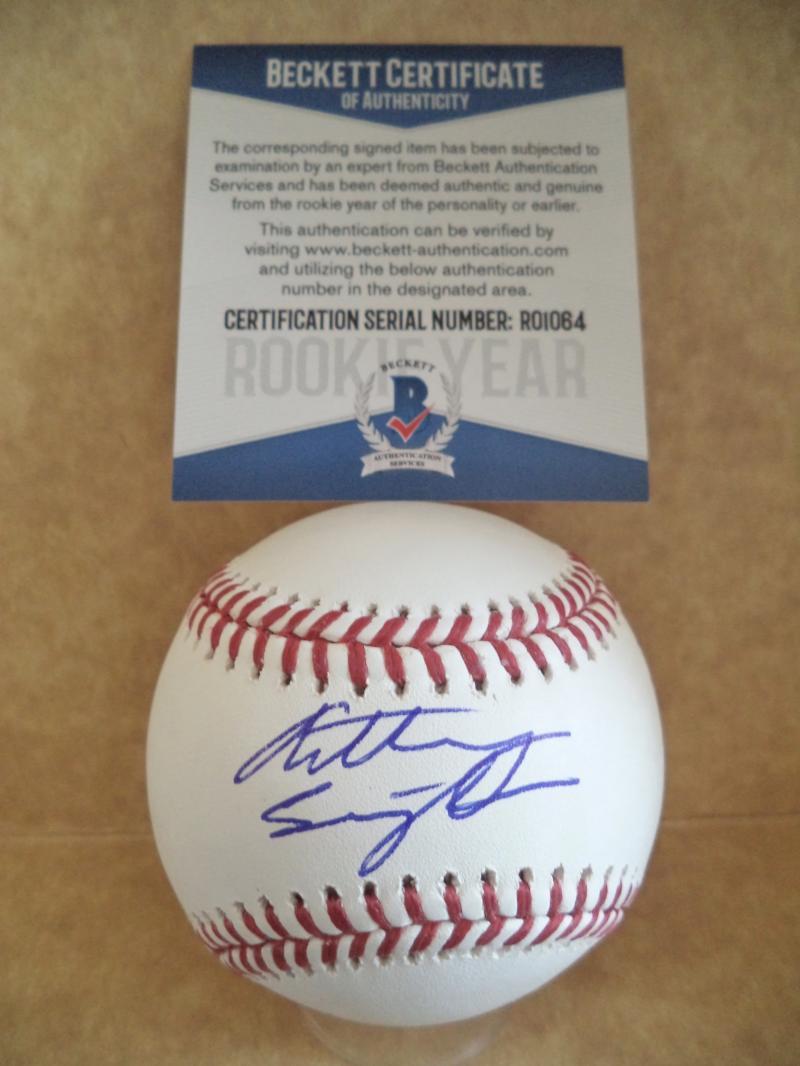 BECKETT CERTIFICATE
OF AUTHENTICITY
The corresponding signed item has been subjected to
examination by an expert from Beckett Authentication
Services and has been deemed authentic and genuine
from the rookie year of the personality or earlier.
This authentication can be verified by
visiting www.beckett-authentication.com
and utilizing the below authentication
number in the designated area.
CERTIFICATION SERIAL NUMBER: R01064
ROOKIE YEAR
BECKETT
B
AUTHENTICATION
SERVICES